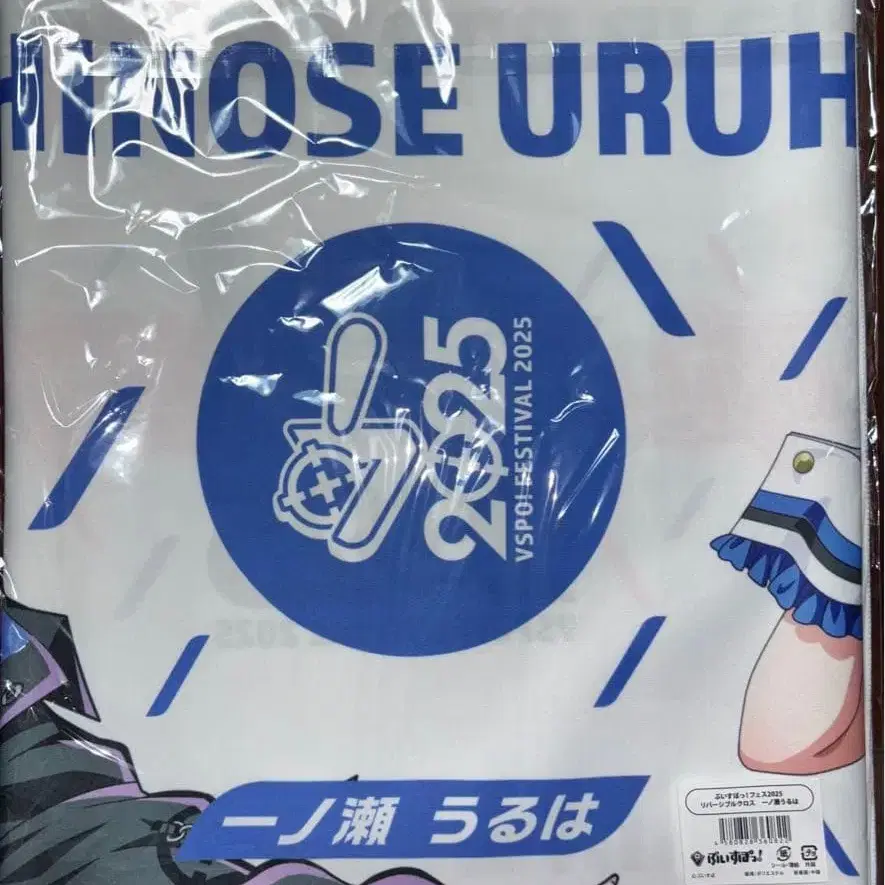 HINOSE URUH
2025
VSPO! FESTIVAL 2025
一ノ瀬 うるは
ぶいすぽっ!フェス2025
リバーシブルクロス 一ノ瀬うるは
ぶいすぽっ!